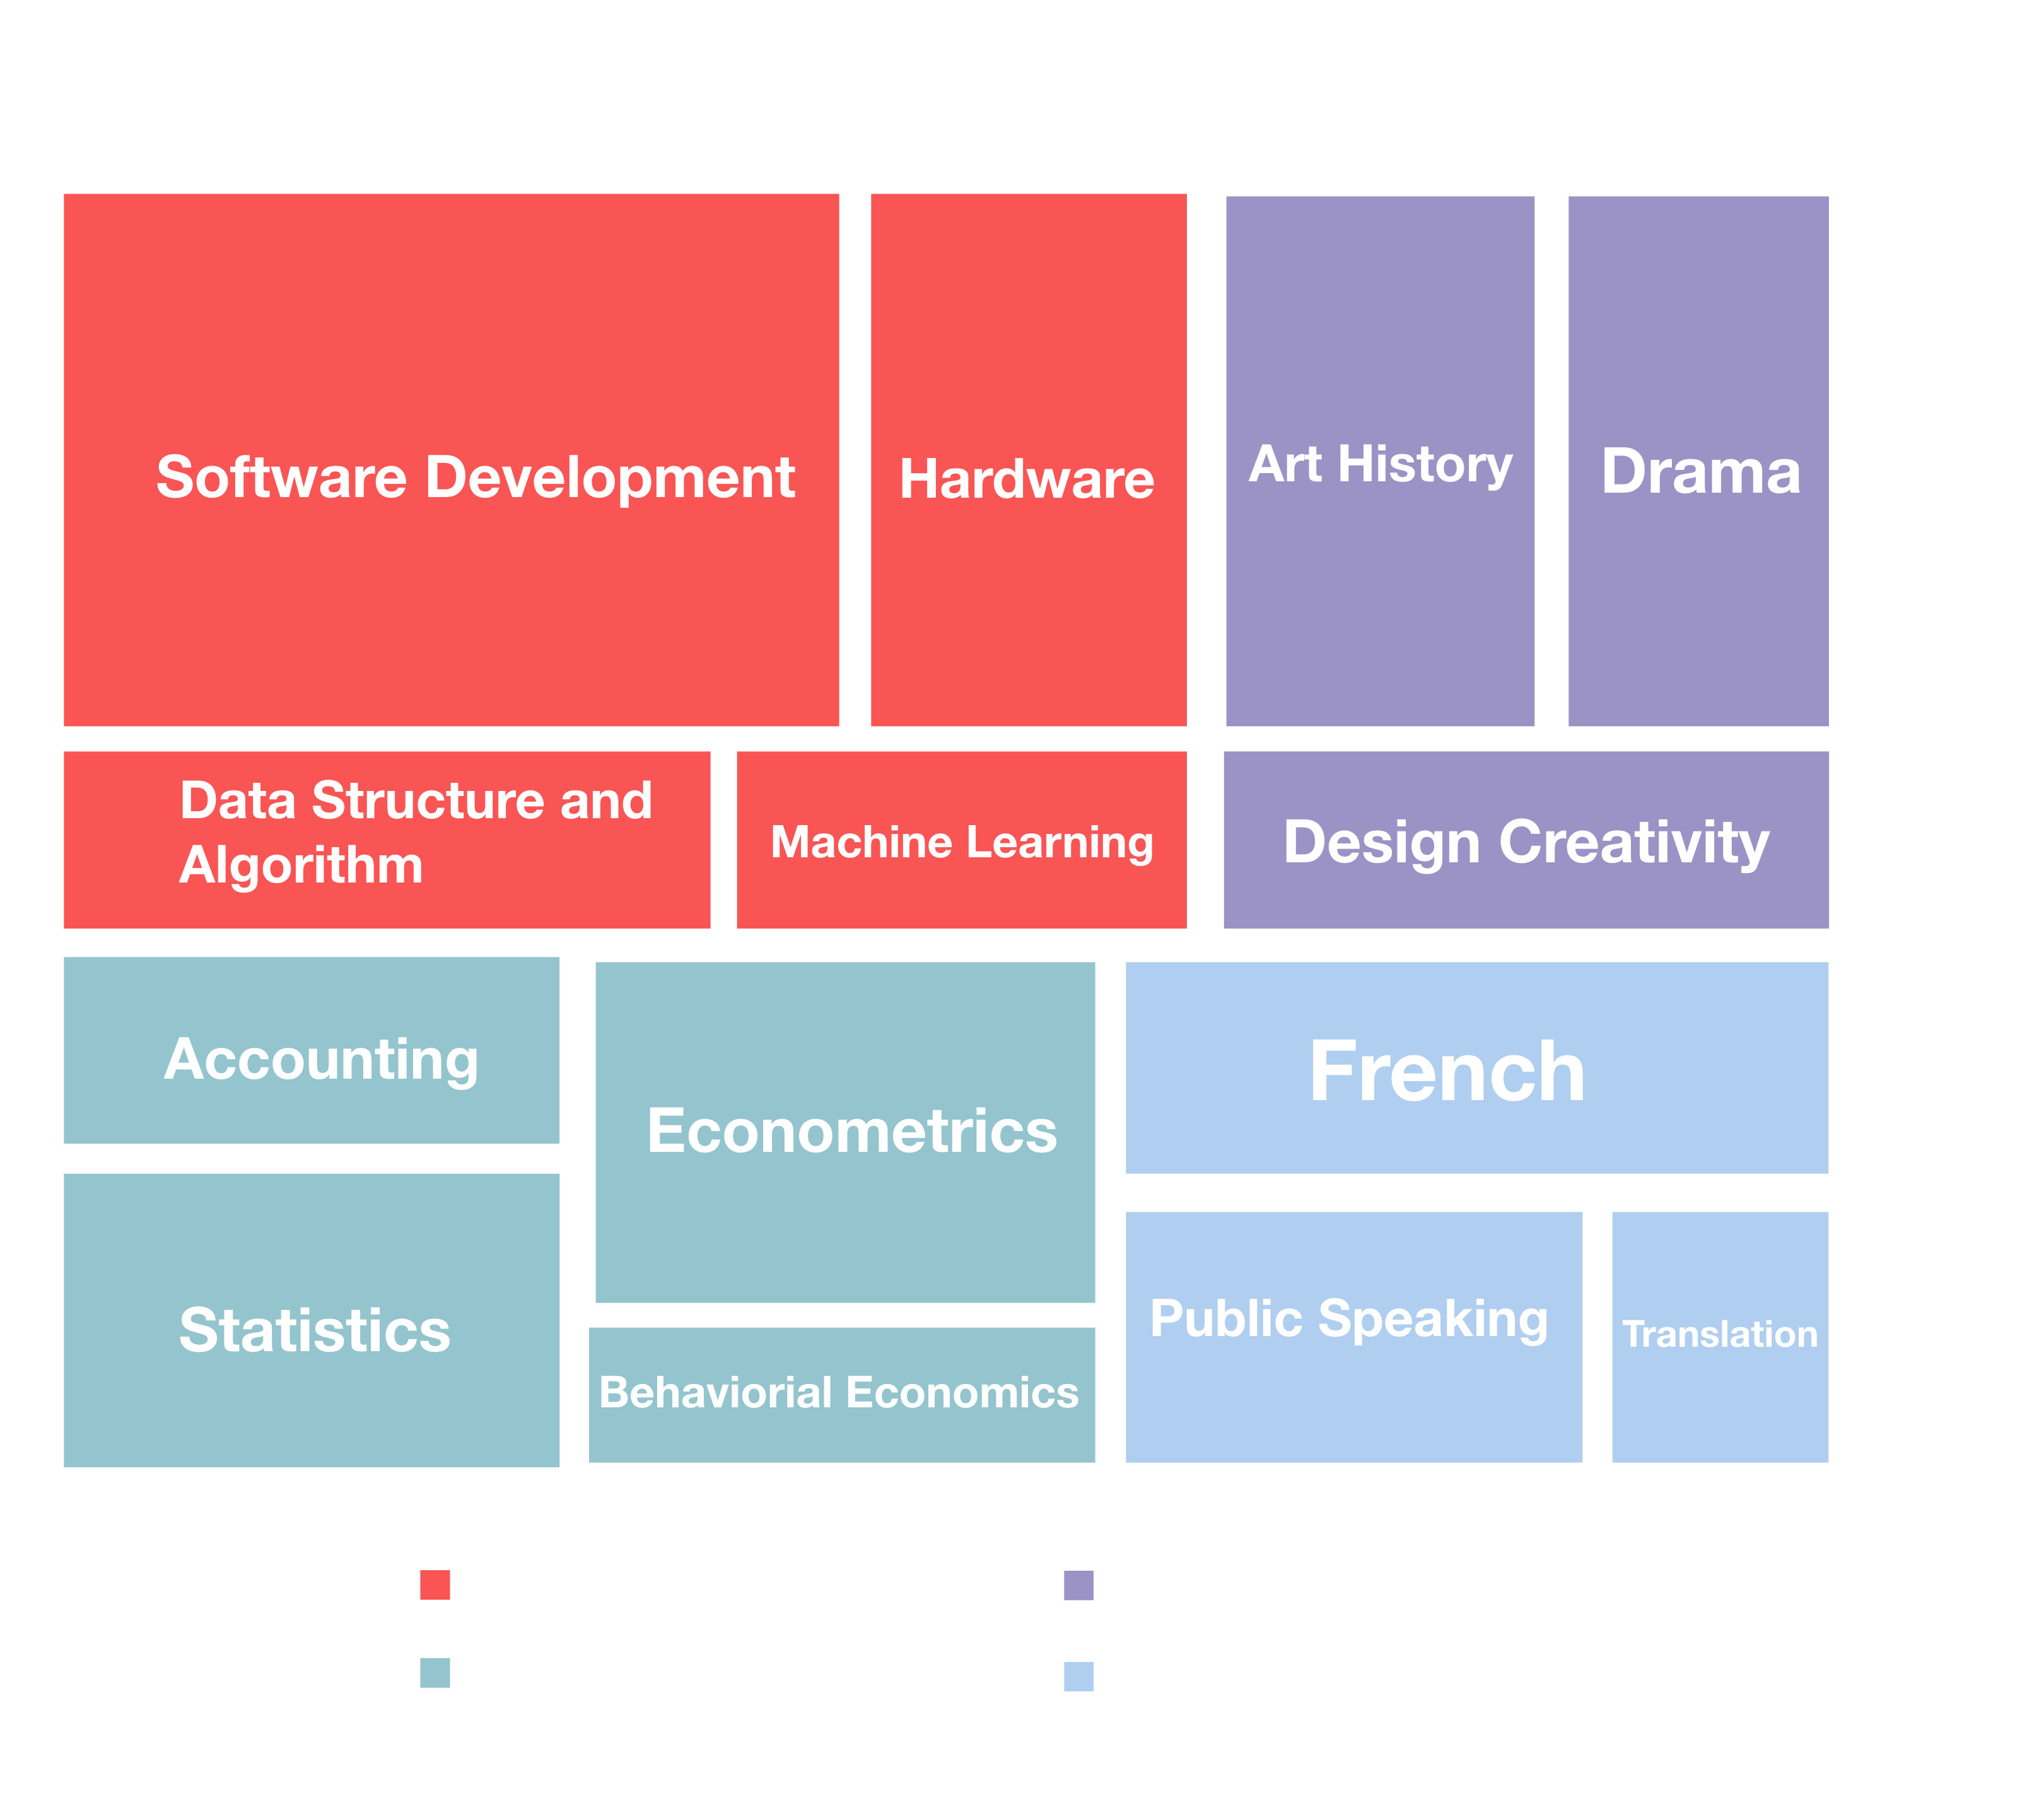 Software Development
Hardware
Art History
Drama
Data Structure and
Algorithm
Machine Learning
Design Creativity
Accounting
Econometrics
French
Statistics
Public Speaking
Translation
Behaviorial Economics